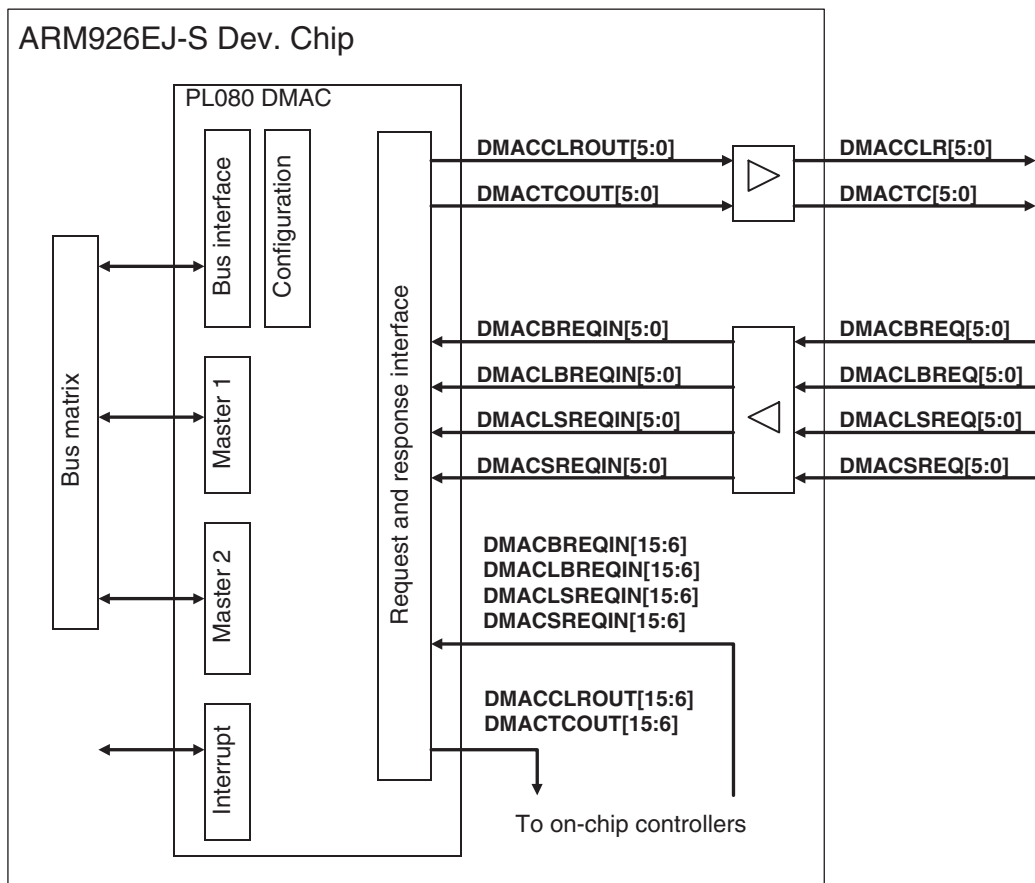 ARM926EJ-S Dev. Chip
PL080 DMAC
Bus matrix
Bus interface
Configuration
Master 1
Master 2
Interrupt
Request and response interface
DMACCLROUT[5:0]
DMACCLR[5:0]
DMACTCOUT[5:0]
DMACTC[5:0]
DMACBREQIN[5:0]
DMACBREQ[5:0]
DMACLBREQIN[5:0]
DMACLBREQ[5:0]
DMACLSREQIN[5:0]
DMACLSREQ[5:0]
DMACSREQIN[5:0]
DMACSREQ[5:0]
DMACBREQIN[15:6]
DMACLBREQIN[15:6]
DMACLSREQIN[15:6]
DMACSREQIN[15:6]
DMACCLROUT[15:6]
DMACTCOUT[15:6]
To on-chip controllers